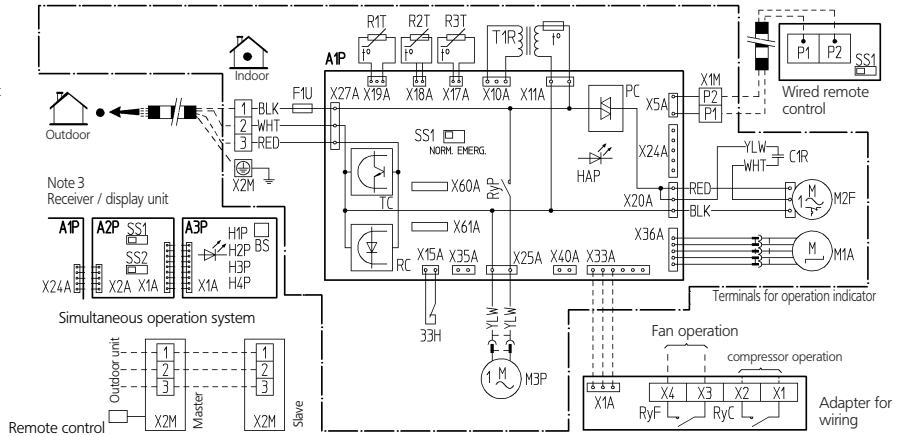 R1T R2T R3T
t° t° t° T1R t°
A1P
P1 P2
SS1
Wired remote
control
Indoor
Outdoor
X27A X19A X18A X17A X10A X11A
F1U
1 BLK
2 WHT
3 RED
X2M
SS1
NORM. EMERG.
PC
HAP
X5A
X1M
P2
P1
X24A
YLW
WHT
C1R
RED
X20A
BLK
M
1
M2F
TC
X60A
RyP
X61A
RC
X15A X35A X25A X40A X33A
X36A
M
M1A
Terminals for operation indicator
Note 3
Receiver / display unit
A1P A2P A3P
SS1
SS2
H1P
H2P
H3P
H4P
BS
X24A X2A X1A X1A
33H
YLW YLW
M
1
M3P
Simultaneous operation system
Outdoor unit
1 1
2 2
3 3
X2M X2M
Master
Slave
Remote control
Fan operation
compressor operation
X1A
X4 X3 X2 X1
RyF RyC
Adapter for
wiring